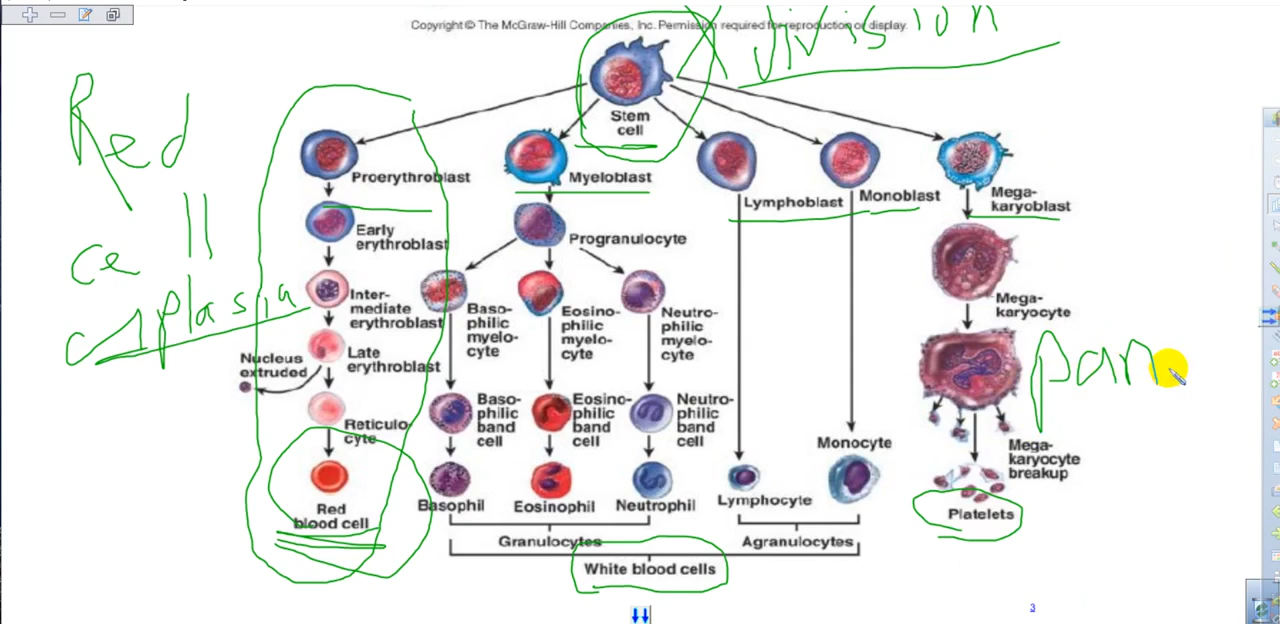 Copyright © The McGraw-Hill Companies, Inc. Permission required for reproduction or display.
Division
Red
cell
aplasia
Stem
cell
Proerythroblast
Myeloblast
Lymphoblast
Monoblast
Mega-
karyoblast
Early
erythroblast
Progranulocyte
Inter-
mediate
erythroblast
Baso-
philic
myelo-
cyte
Eosino-
philic
myelo-
cyte
Neutro-
philic
myelo-
cyte
Mega-
karyocyte
Nucleus
extruded
Late
erythroblast
pan
Reticulo-
cyte
Baso-
philic
band
cell
Eosino-
philic
band
cell
Neutro-
philic
band
cell
Monocyte
Mega-
karyocyte
breakup
Red
blood cell
Basophil
Eosinophil
Neutrophil
Lymphocyte
Platelets
Granulocytes
Agranulocytes
White blood cells
3